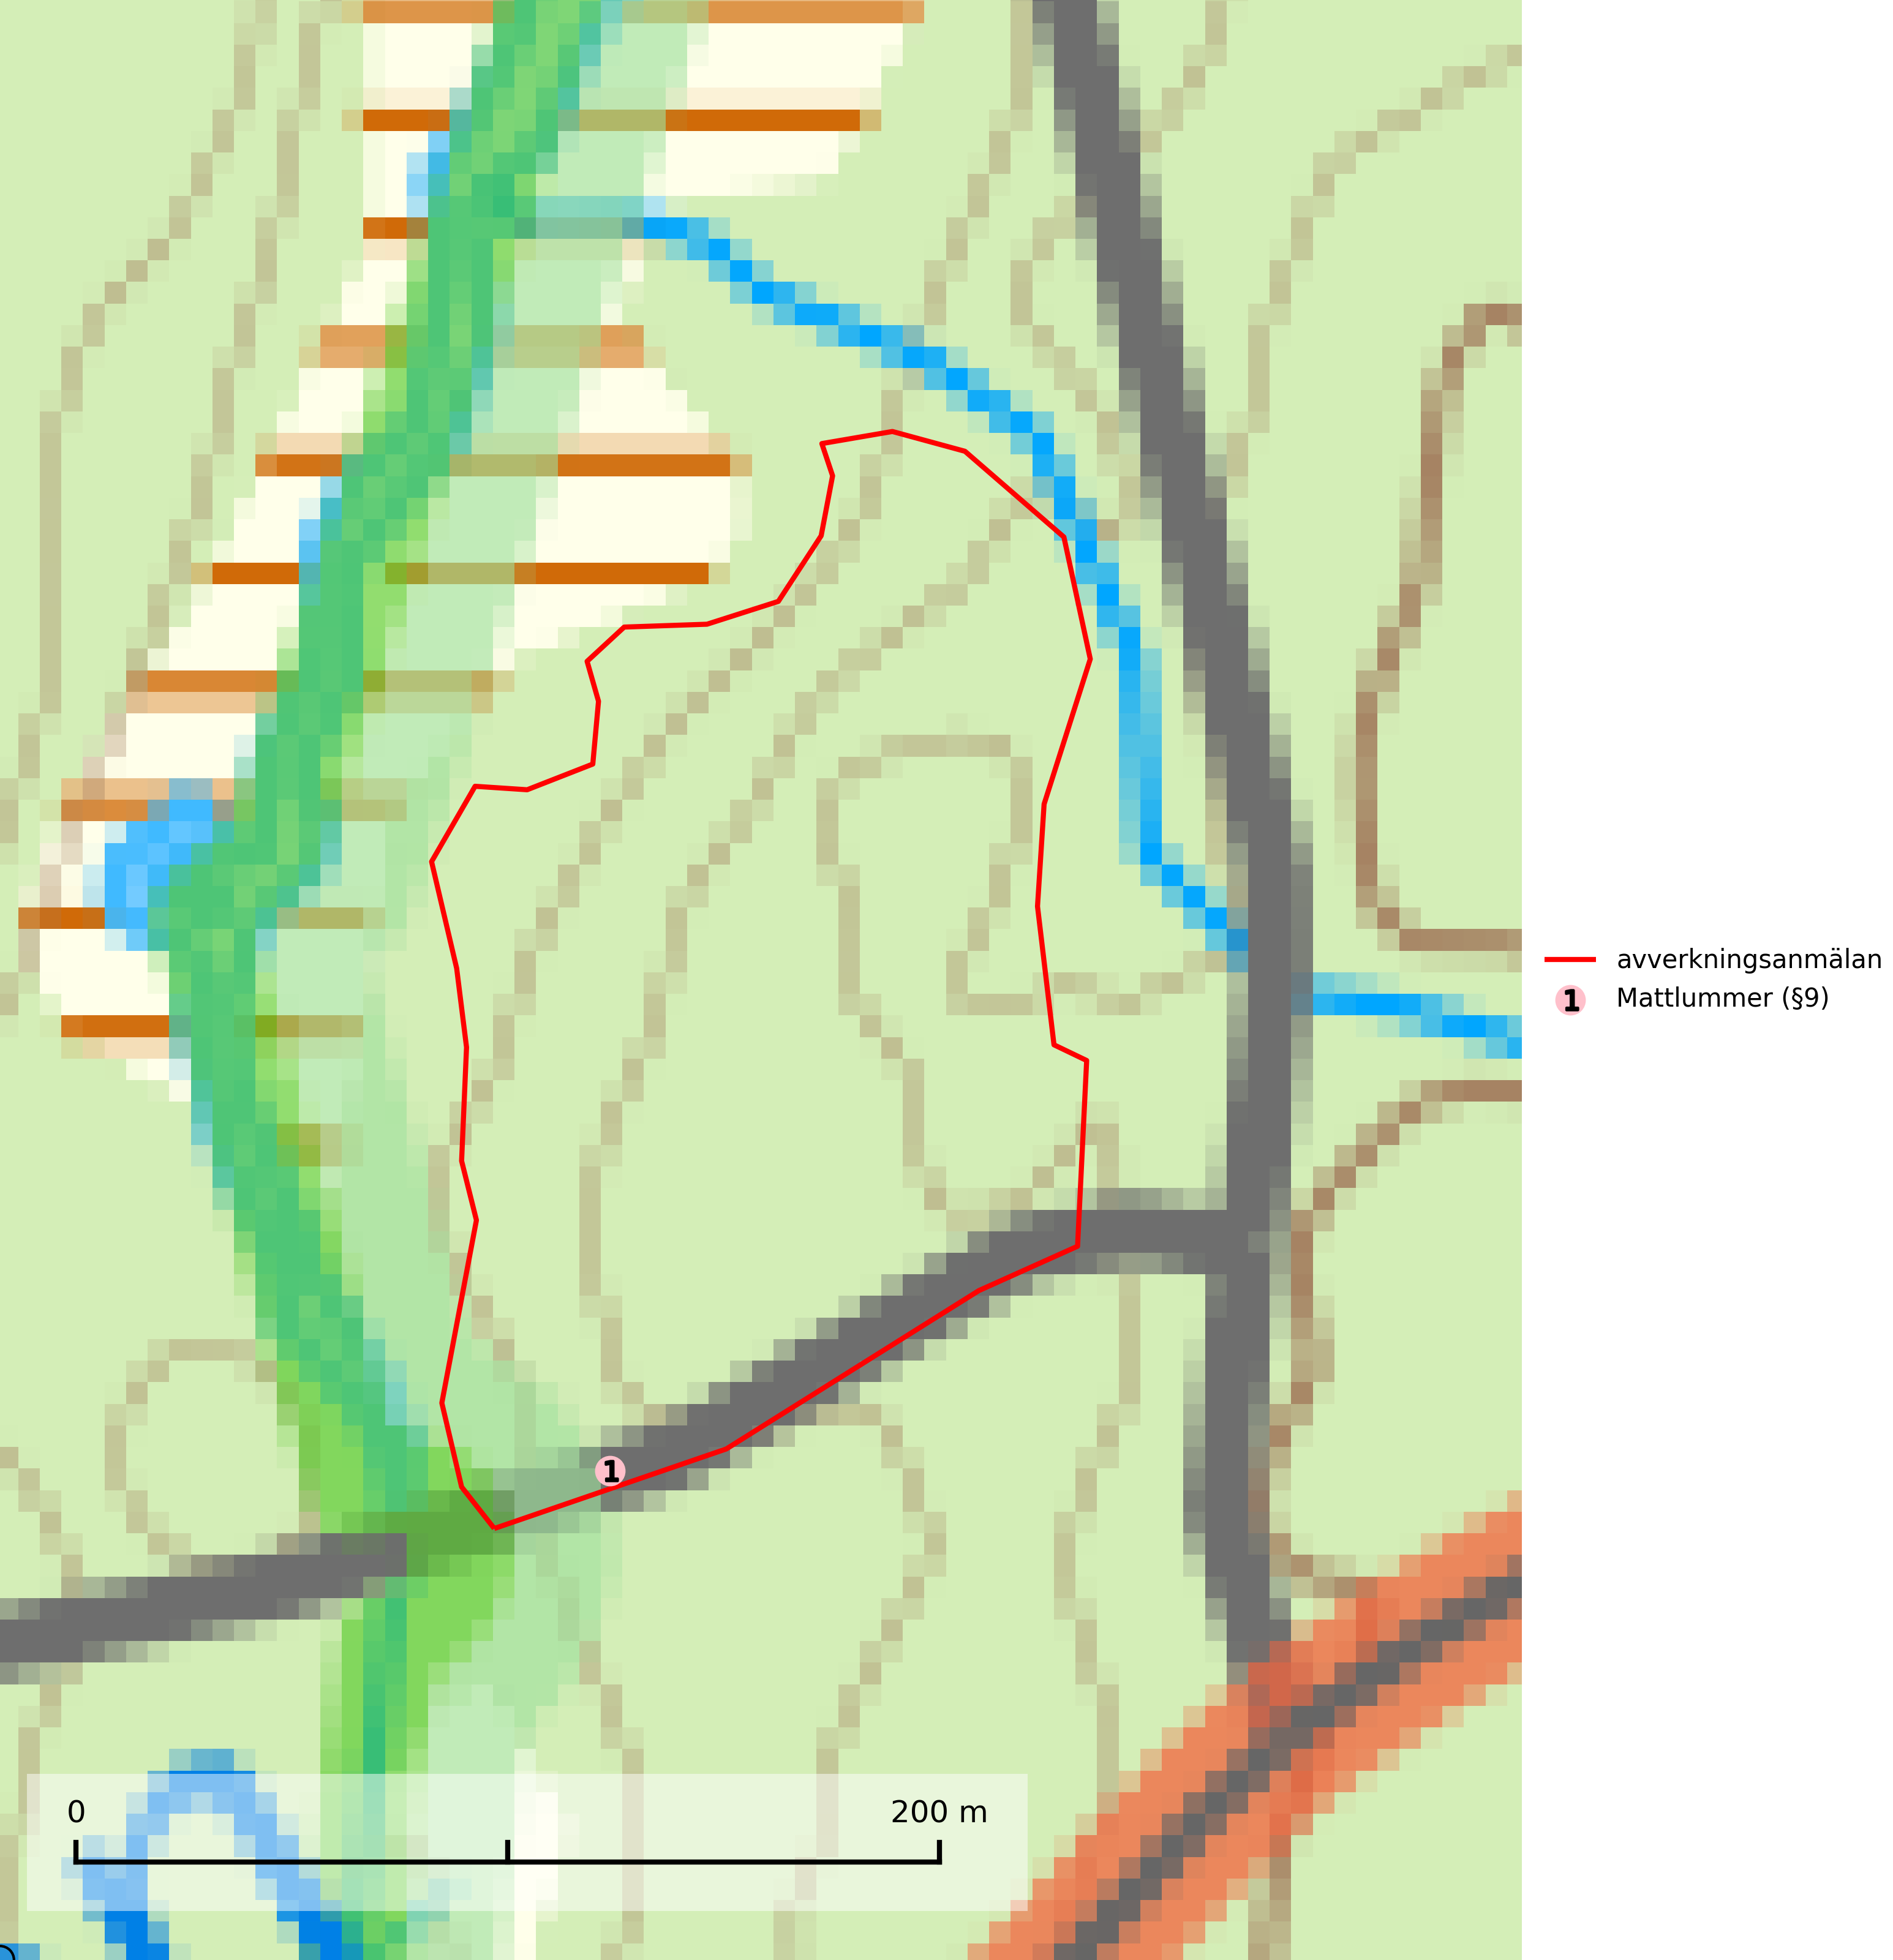 avverkningsanmälan
1 Mattlummer (§9)
1
0 200 m